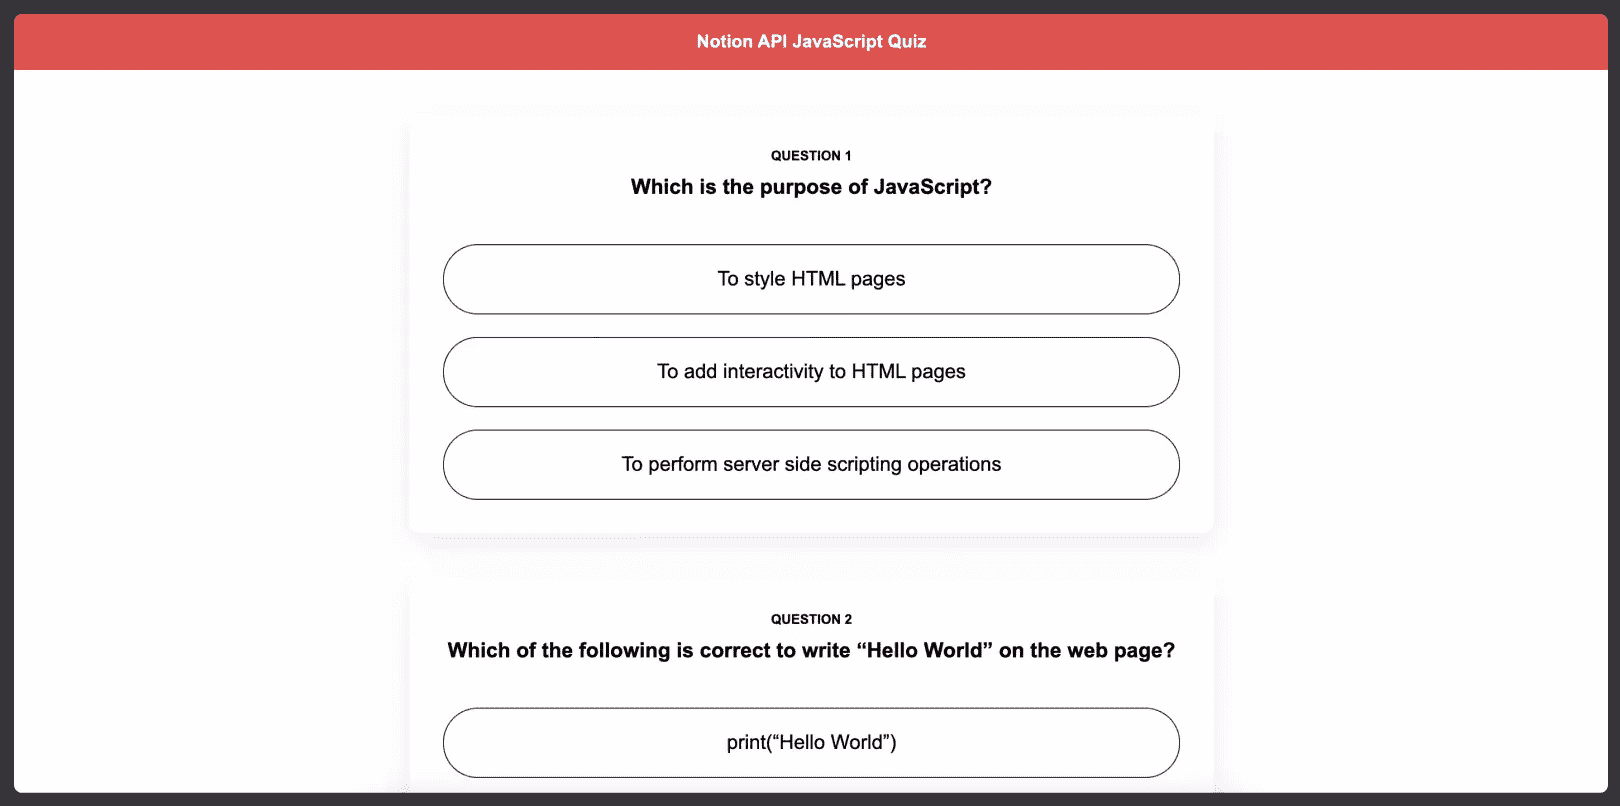 Notion API JavaScript Quiz
QUESTION 1
Which is the purpose of JavaScript?
To style HTML pages
To add interactivity to HTML pages
To perform server side scripting operations
QUESTION 2
Which of the following is correct to write “Hello World” on the web page?
print(“Hello World”)